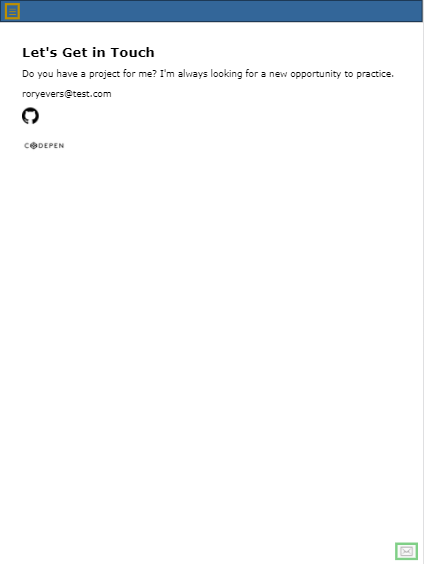 Let's Get in Touch
Do you have a project for me? I'm always looking for a new opportunity to practice.
roryevers@test.com
CODEPEN